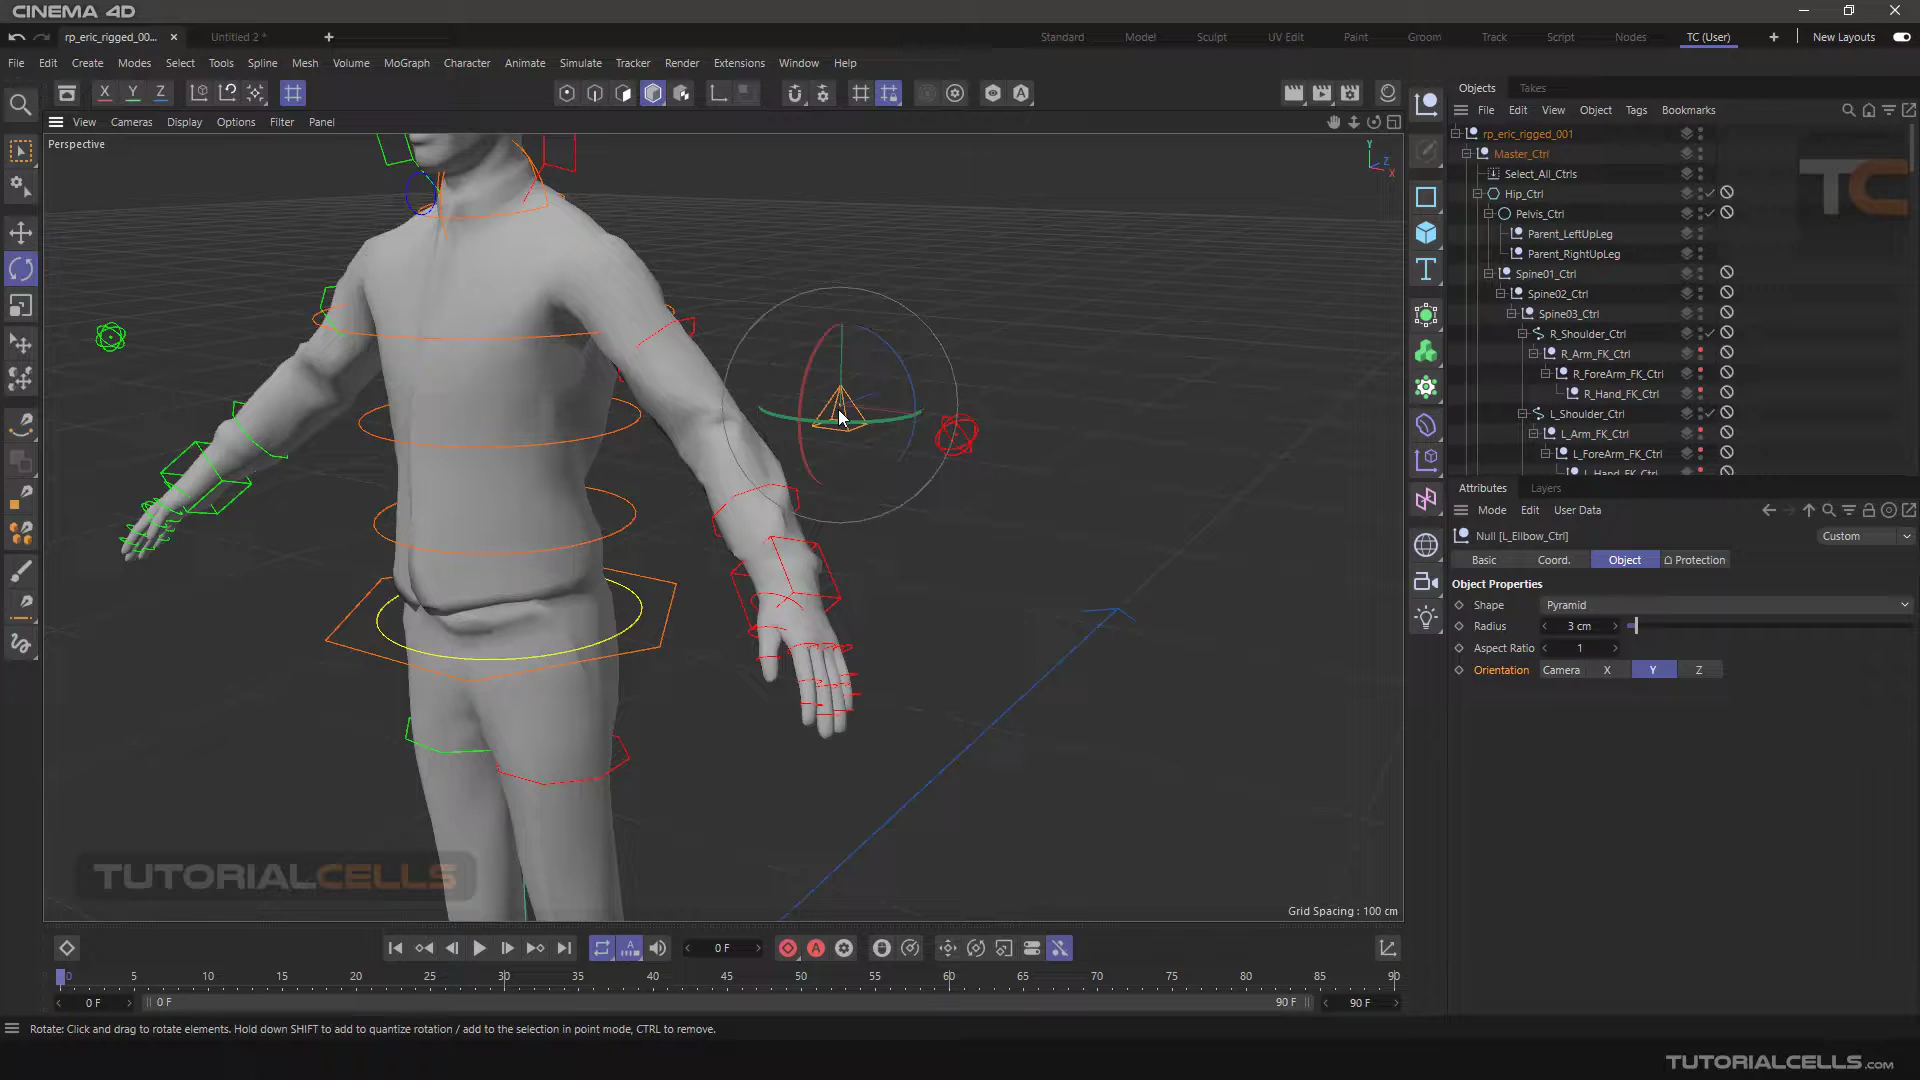 CINEMA 4D
rp_eric_rigged_00... × Untitled 2 * +
Standard Model Sculpt UV Edit Paint Groom Track Script Nodes TC (User) + New Layouts
File Edit Create Modes Select Tools Spline Mesh Volume MoGraph Character Animate Simulate Tracker Render Extensions Window Help
X Y Z
View Cameras Display Options Filter Panel
Perspective
Y Z X
Grid Spacing : 100 cm
TUTORIALCELLS
Objects Takes
File Edit View Object Tags Bookmarks
rp_eric_rigged_001
Master_Ctrl
Select_All_Ctrls
Hip_Ctrl
Pelvis_Ctrl
Parent_LeftUpLeg
Parent_RightUpLeg
Spine01_Ctrl
Spine02_Ctrl
Spine03_Ctrl
R_Shoulder_Ctrl
R_Arm_FK_Ctrl
R_ForeArm_FK_Ctrl
R_Hand_FK_Ctrl
L_Shoulder_Ctrl
L_Arm_FK_Ctrl
L_ForeArm_FK_Ctrl
L_Hand_FK_Ctrl
TC
Attributes Layers
Mode Edit User Data
Null [L_Ellbow_Ctrl] Custom
Basic Coord. Object Protection
Object Properties
Shape Pyramid
Radius 3 cm
Aspect Ratio 1
Orientation Camera X Y Z
0 F
0 5 10 15 20 25 30 35 40 45 50 55 60 65 70 75 80 85 90
0 F 0 F 90 F 90 F
Rotate: Click and drag to rotate elements. Hold down SHIFT to add to quantize rotation / add to the selection in point mode, CTRL to remove.
TUTORIALCELLS.COM